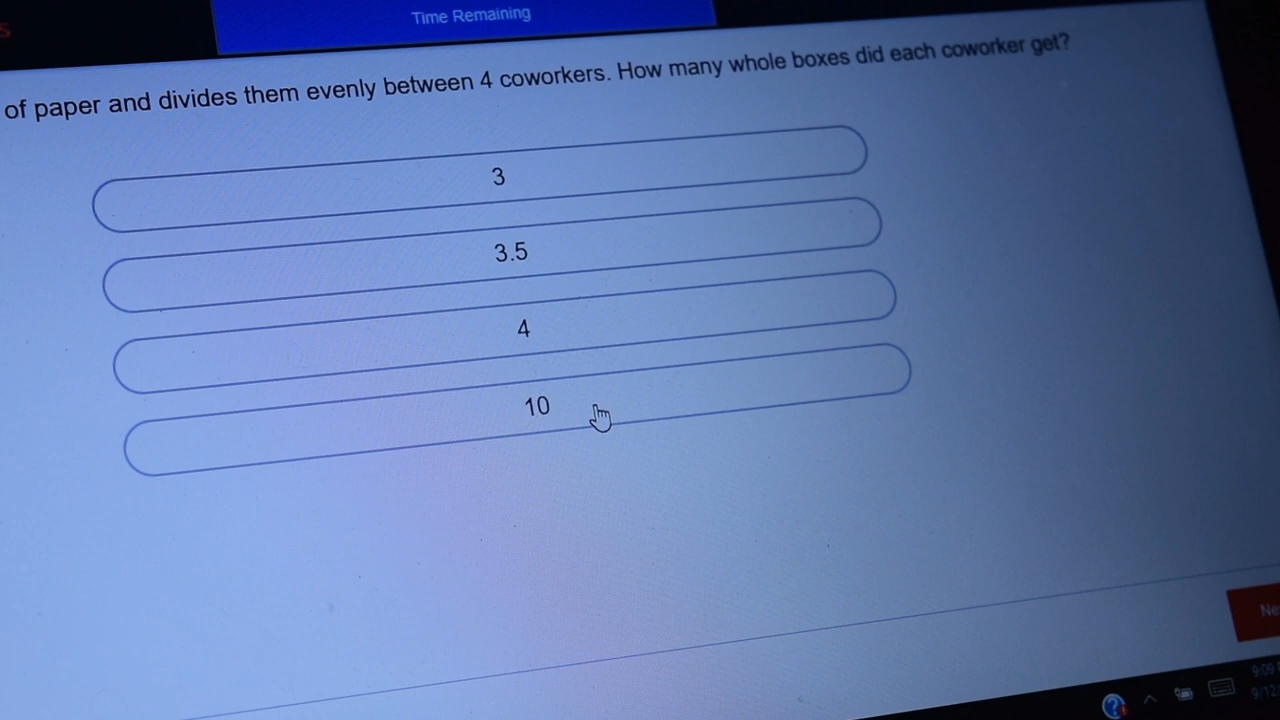 Time Remaining
of paper and divides them evenly between 4 coworkers. How many whole boxes did each coworker get?
3
3.5
4
10